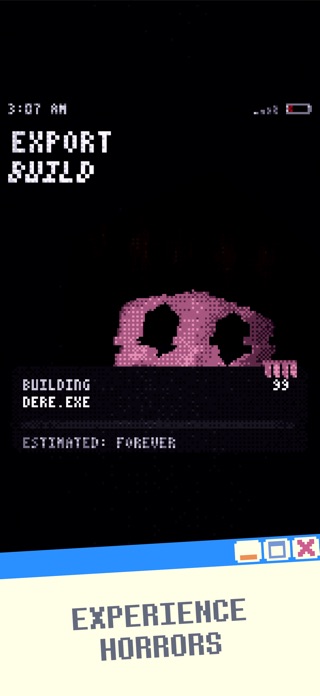 3:07 AM
EXPORT
BUILD
BUILDING 99
DERE.EXE
ESTIMATED: FOREVER
EXPERIENCE
HORRORS